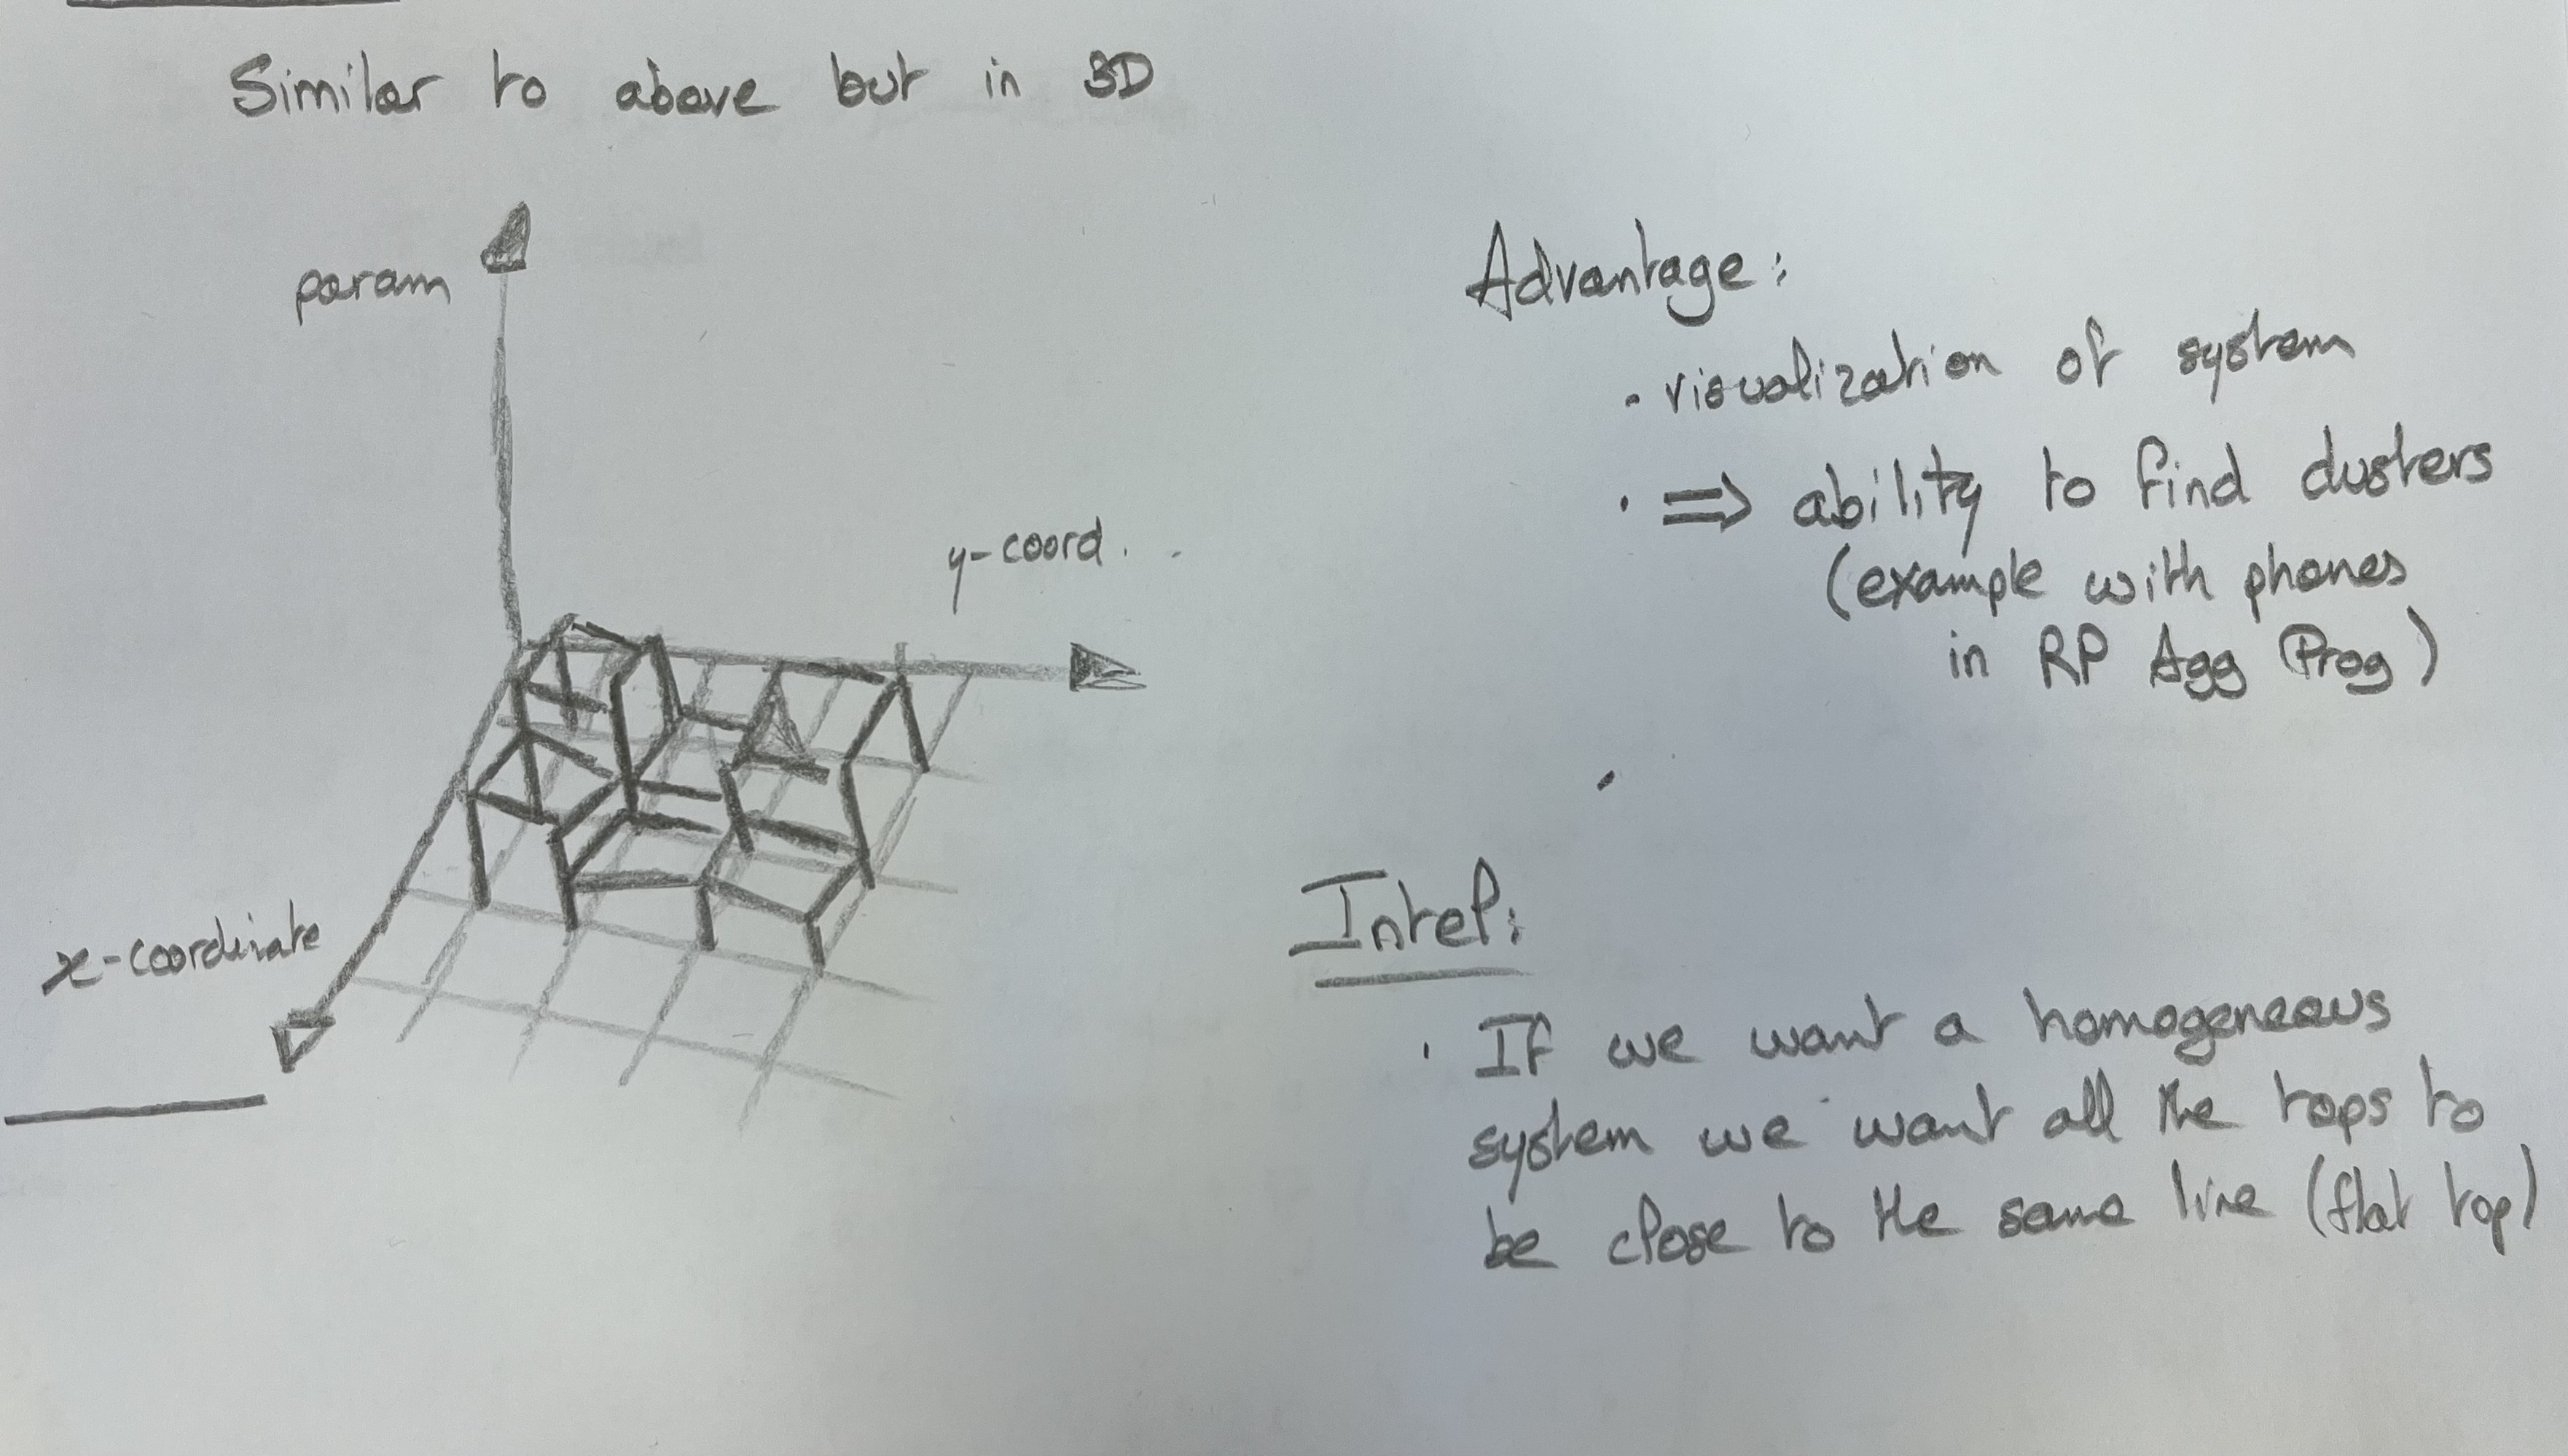 Similar to above but in 3D
param
y-coord.
x-coordinate
Advantage:
· visualization of system
· ⇒ ability to find clusters
(example with phones
in RP Agg Prog)
Interp:
· If we want a homogeneous
system we want all the tops to
be close to the same line (flat top)